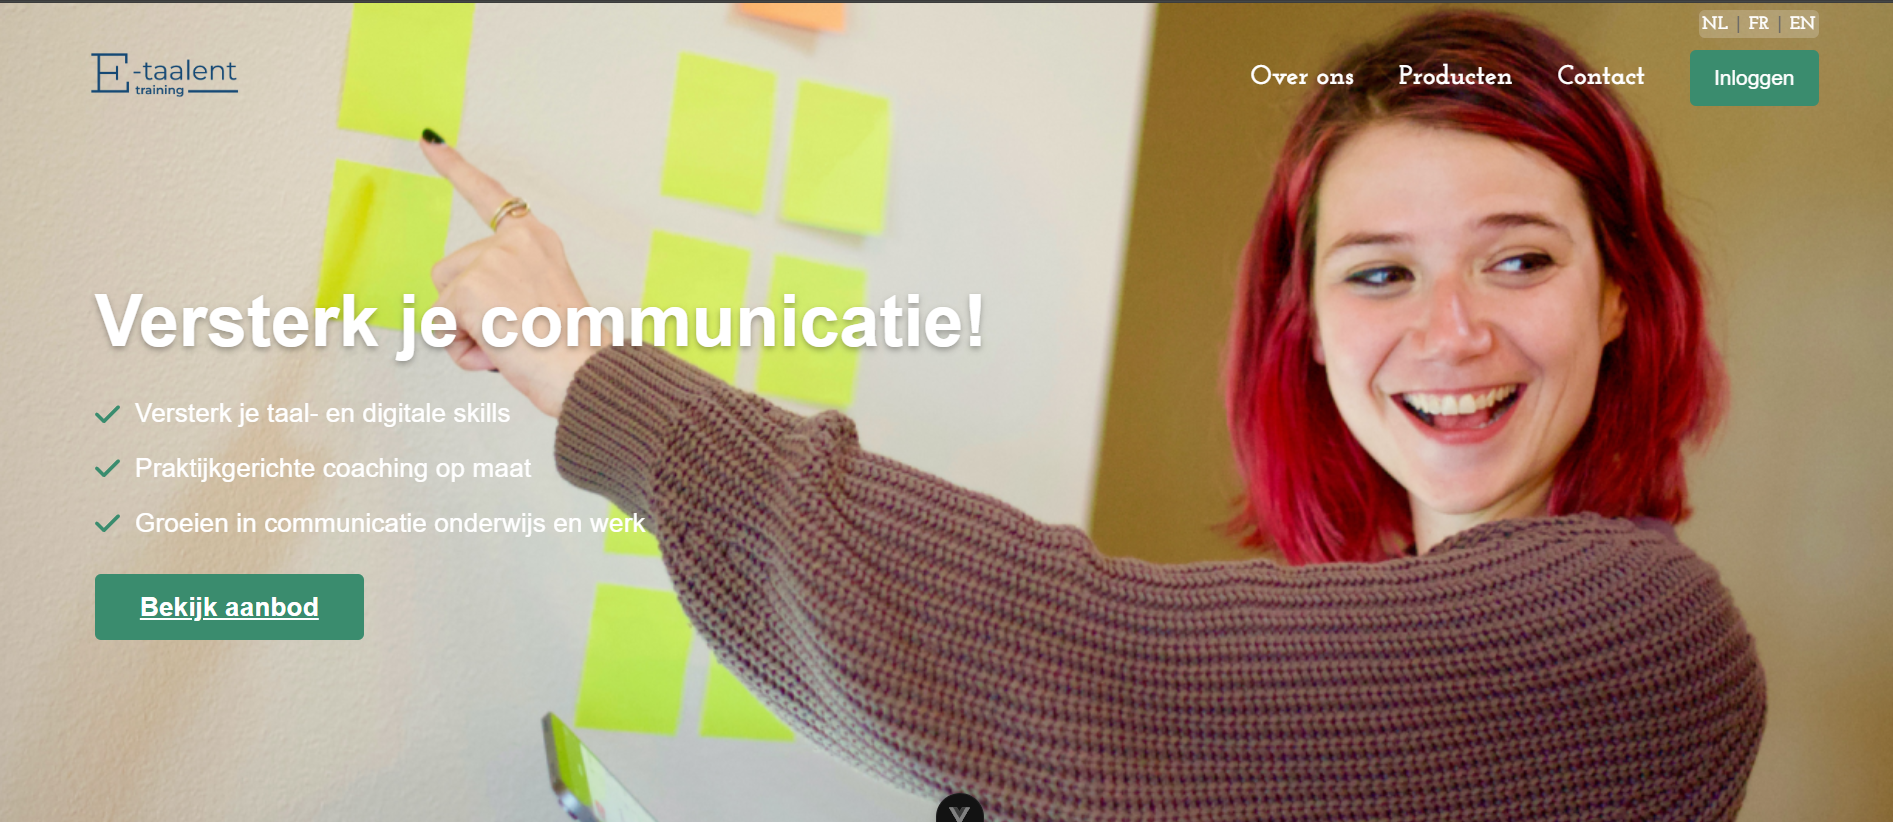 NL | FR | EN
E-taalent
training
Over ons
Producten
Contact
Inloggen
Versterk je communicatie!
Versterk je taal- en digitale skills
Praktijkgerichte coaching op maat
Groeien in communicatie onderwijs en werk
Bekijk aanbod